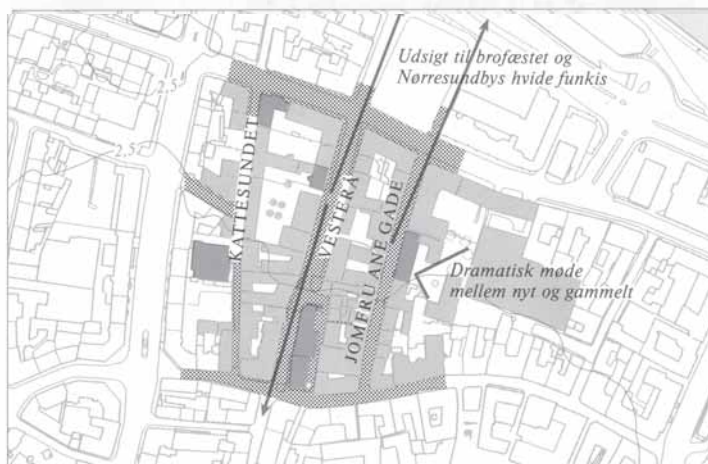 Udsigt til brofæstet og
Nørresundbys hvide funkis
2,5
2,5
KATTESUNDET
VESTERÅ
JOMFRU ANE GADE
Dramatisk møde
mellem nyt og gammelt